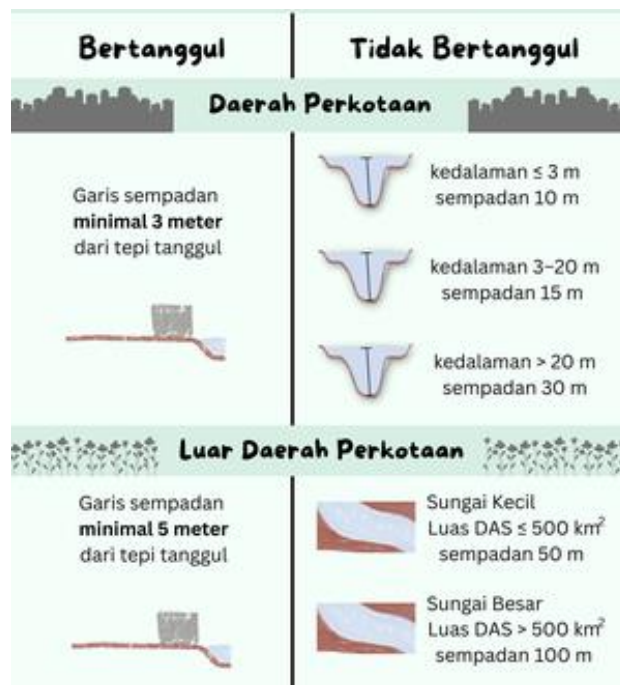 Bertanggul
Tidak Bertanggul
Daerah Perkotaan
Garis sempadan
minimal 3 meter
dari tepi tanggul
kedalaman ≤ 3 m
sempadan 10 m
kedalaman 3–20 m
sempadan 15 m
kedalaman > 20 m
sempadan 30 m
Luar Daerah Perkotaan
Garis sempadan
minimal 5 meter
dari tepi tanggul
Sungai Kecil
Luas DAS ≤ 500 km²
sempadan 50 m
Sungai Besar
Luas DAS > 500 km²
sempadan 100 m